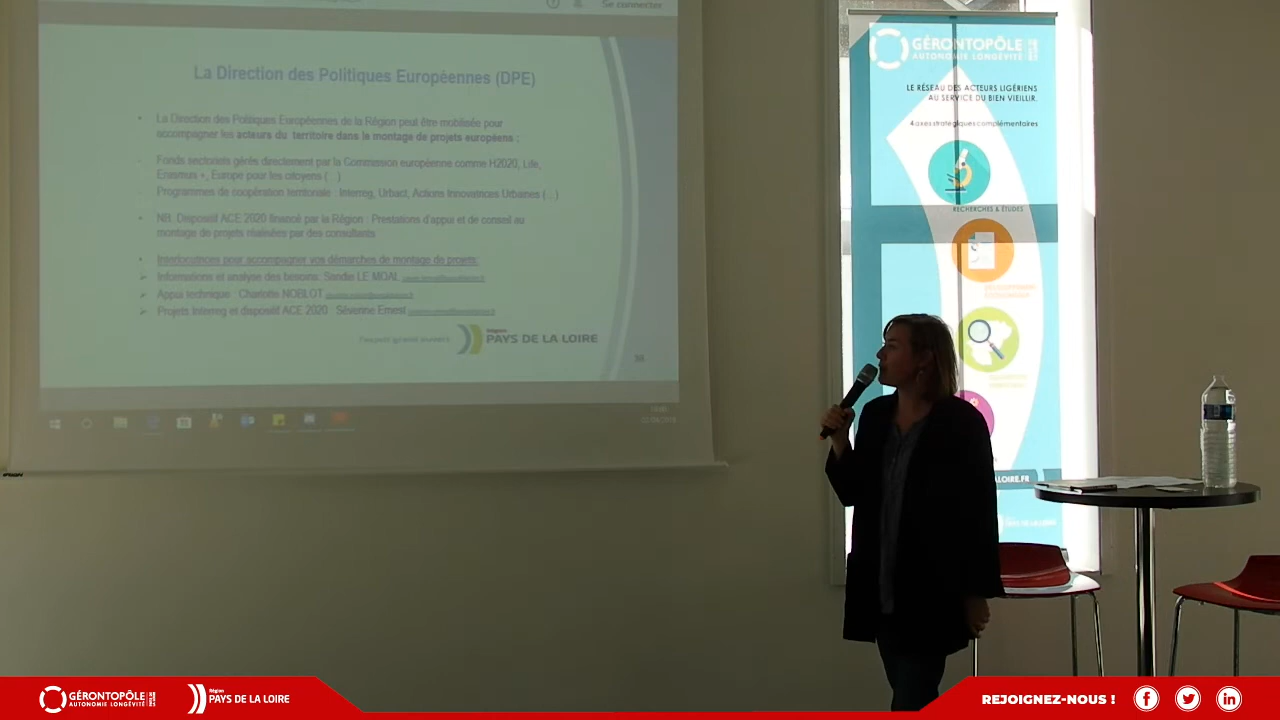 Se connecter
La Direction des Politiques Européennes (DPE)
• La Direction des Politiques Européennes de la Région peut être mobilisée pour
accompagner les acteurs du territoire dans le montage de projets européens :
Fonds sectoriels gérés directement par la Commission européenne comme H2020, Life,
Erasmus +, Europe pour les citoyens (…)
Programmes de coopération territoriale : Interreg, Urbact, Actions Innovatrices Urbaines (…)
• NB. Dispositif ACE 2020 financé par la Région : Prestations d'appui et de conseil au
montage de projets réalisées par des consultants
• Interlocutrices pour accompagner vos démarches de montage de projets:
➢ Informations et analyse des besoins: Sandie LE MOAL
➢ Appui technique : Charlotte NOBLOT
➢ Projets Interreg et dispositif ACE 2020 : Séverine Ernest
l'esprit grand ouvert
Région
PAYS DE LA LOIRE
GÉRONTOPÔLE
AUTONOMIE LONGÉVITÉ
LE RÉSEAU DES ACTEURS LIGÉRIENS
AU SERVICE DU BIEN VIEILLIR.
4 axes stratégiques complémentaires
RECHERCHES & ÉTUDES
ALOIRE.FR
GÉRONTOPÔLE
AUTONOMIE LONGÉVITÉ
Région
PAYS DE LA LOIRE
REJOIGNEZ-NOUS !